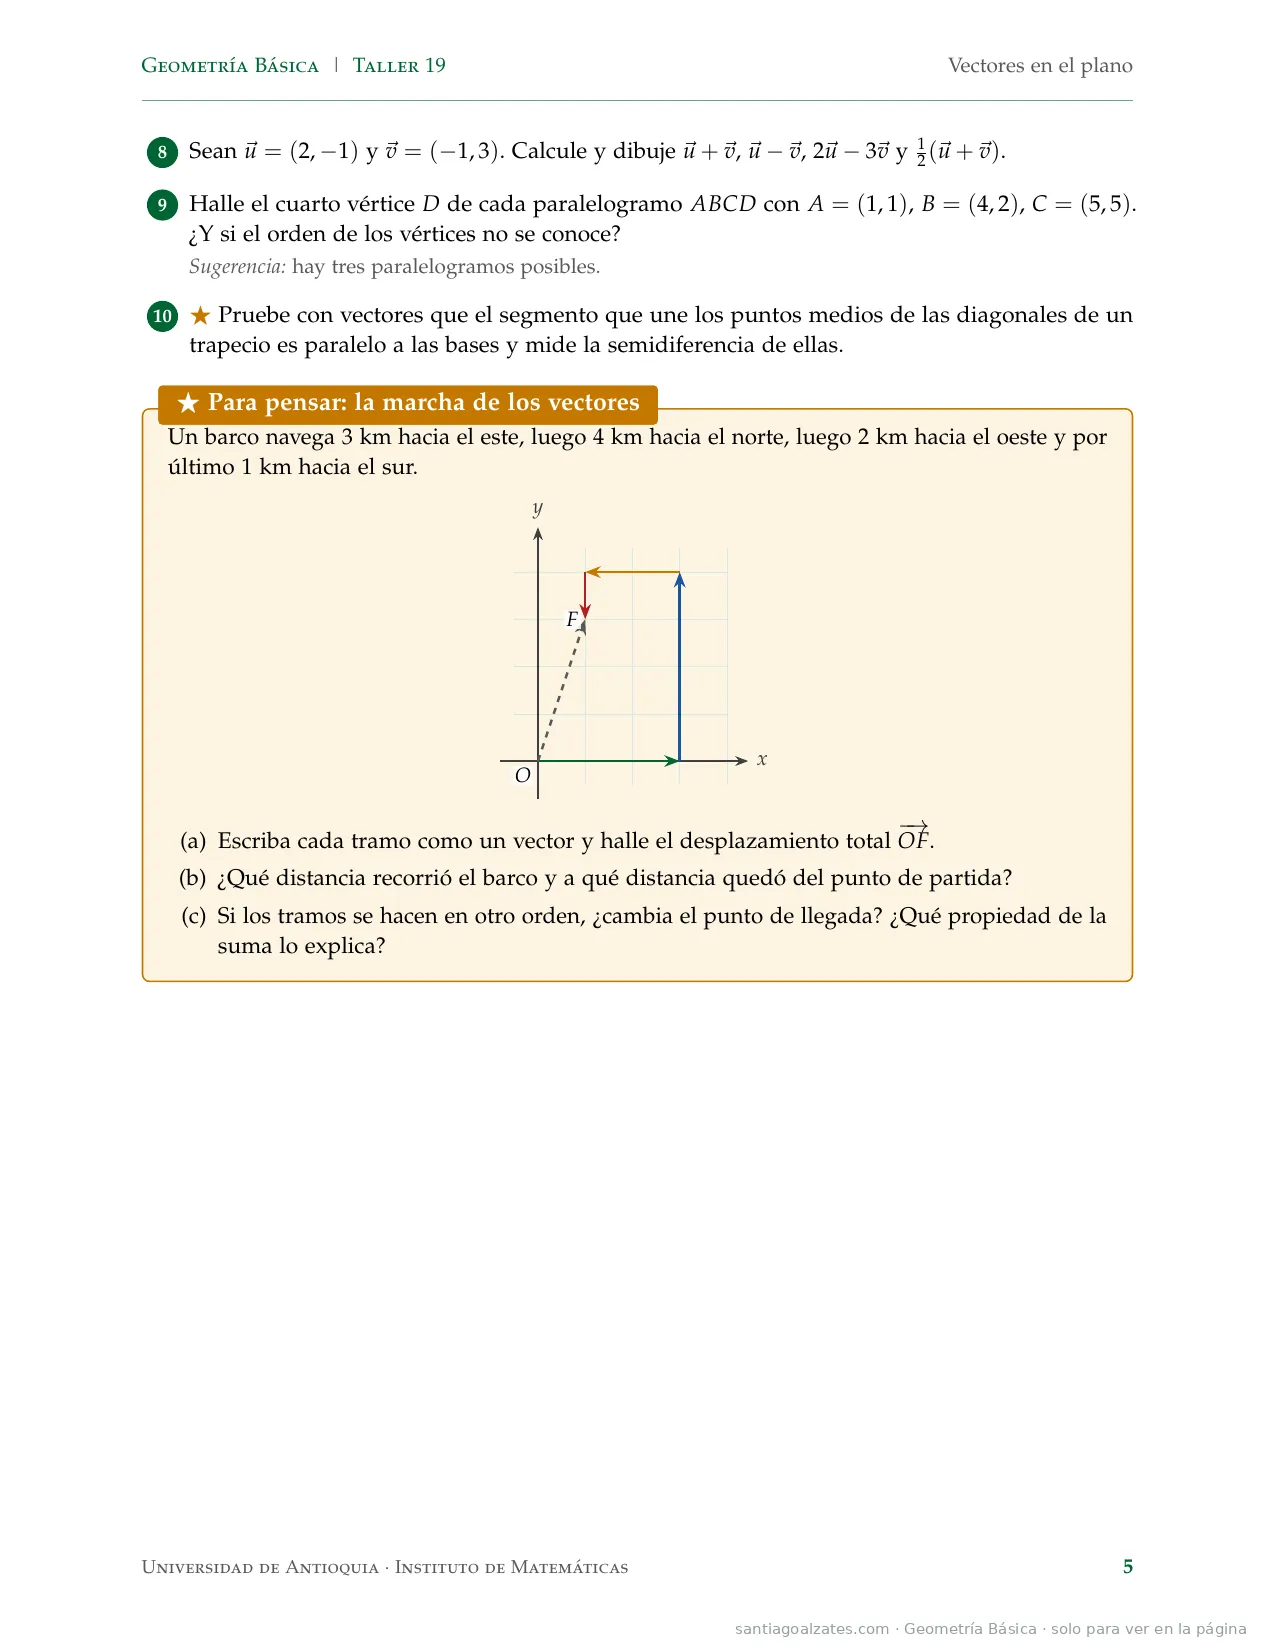 Geometría Básica | Taller 19
Vectores en el plano
8 Sean u⃗ = (2, −1) y v⃗ = (−1, 3). Calcule y dibuje u⃗ + v⃗, u⃗ − v⃗, 2u⃗ − 3v⃗ y 1/2(u⃗ + v⃗).
9 Halle el cuarto vértice D de cada paralelogramo ABCD con A = (1, 1), B = (4, 2), C = (5, 5).
¿Y si el orden de los vértices no se conoce?
Sugerencia: hay tres paralelogramos posibles.
10 ★ Pruebe con vectores que el segmento que une los puntos medios de las diagonales de un
trapecio es paralelo a las bases y mide la semidiferencia de ellas.
★ Para pensar: la marcha de los vectores
Un barco navega 3 km hacia el este, luego 4 km hacia el norte, luego 2 km hacia el oeste y por
último 1 km hacia el sur.
y
F
x
O
(a) Escriba cada tramo como un vector y halle el desplazamiento total O⃗F⃗.
(b) ¿Qué distancia recorrió el barco y a qué distancia quedó del punto de partida?
(c) Si los tramos se hacen en otro orden, ¿cambia el punto de llegada? ¿Qué propiedad de la
suma lo explica?
Universidad de Antioquia · Instituto de Matemáticas
5
santiagoalzates.com · Geometría Básica · solo para ver en la página